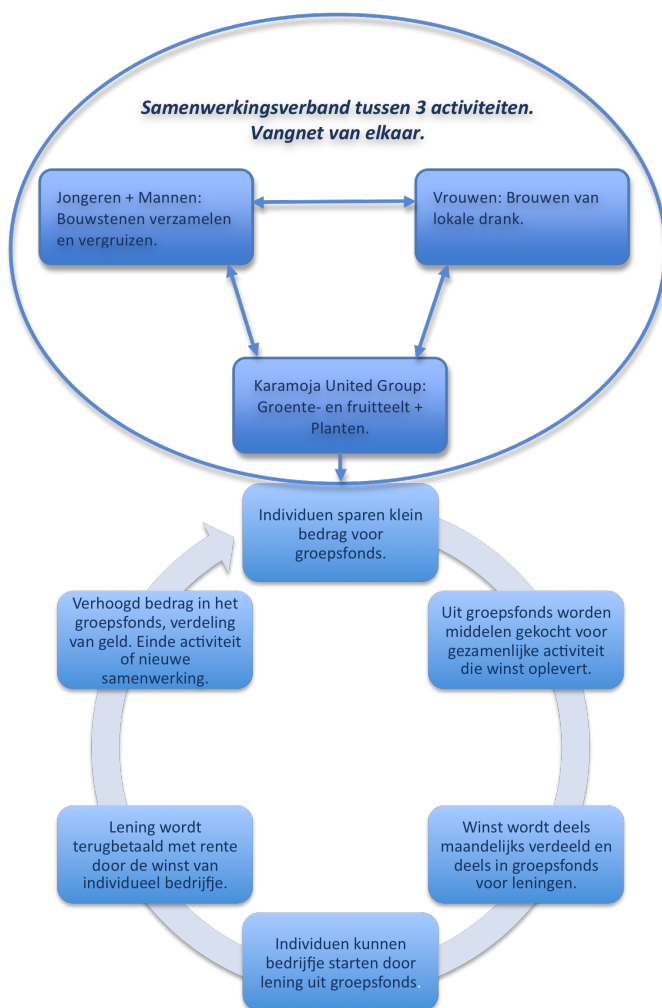 Samenwerkingsverband tussen 3 activiteiten.
Vangnet van elkaar.
Jongeren + Mannen:
Bouwstenen verzamelen
en vergruizen.
Vrouwen: Brouwen van
lokale drank.
Karamoja United Group:
Groente- en fruitteelt +
Planten.
Individuen sparen klein
bedrag voor
groepsfonds.
Uit groepsfonds worden
middelen gekocht voor
gezamenlijke activiteit
die winst oplevert.
Winst wordt deels
maandelijks verdeeld en
deels in groepsfonds
voor leningen.
Individuen kunnen
bedrijfje starten door
lening uit groepsfonds.
Lening wordt
terugbetaald met rente
door de winst van
individueel bedrijfje.
Verhoogd bedrag in het
groepsfonds, verdeling
van geld. Einde activiteit
of nieuwe
samenwerking.